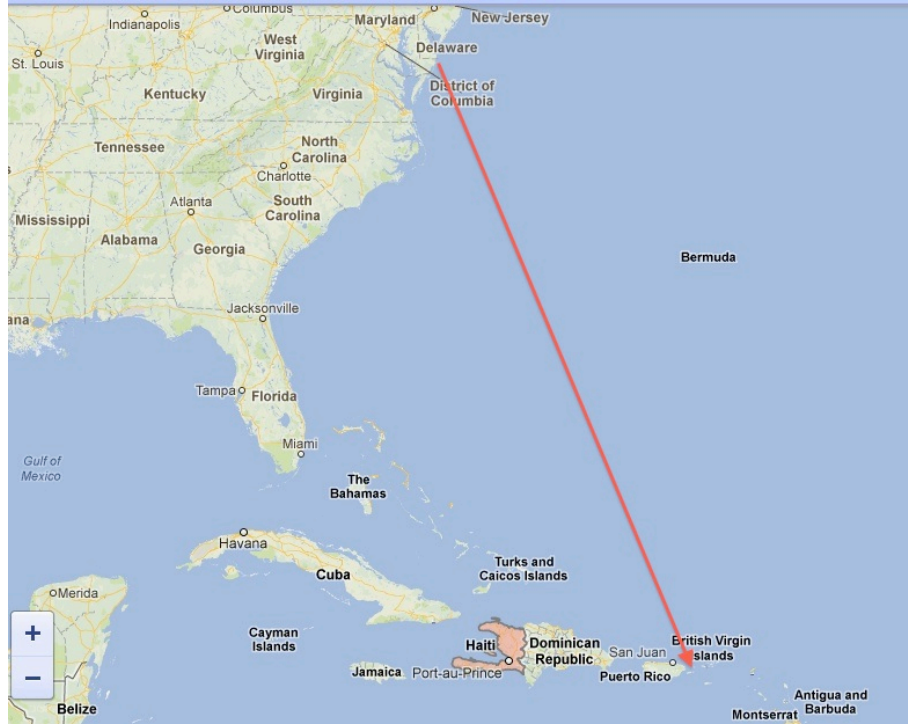 Columbus
Indianapolis
Maryland
New Jersey
West
Virginia
Delaware
St. Louis
District of
Columbia
Kentucky
Virginia
Tennessee
North
Carolina
Charlotte
Atlanta
South
Carolina
Mississippi
Alabama
Georgia
Bermuda
Jacksonville
ana
Tampa
Florida
Miami
Gulf of
Mexico
The
Bahamas
Havana
Cuba
Turks and
Caicos Islands
Merida
+
Cayman
Islands
Haiti
Dominican
Republic
San Juan
British Virgin
Islands
−
Jamaica
Port-au-Prince
Puerto Rico
Antigua and
Barbuda
Belize
Montserrat